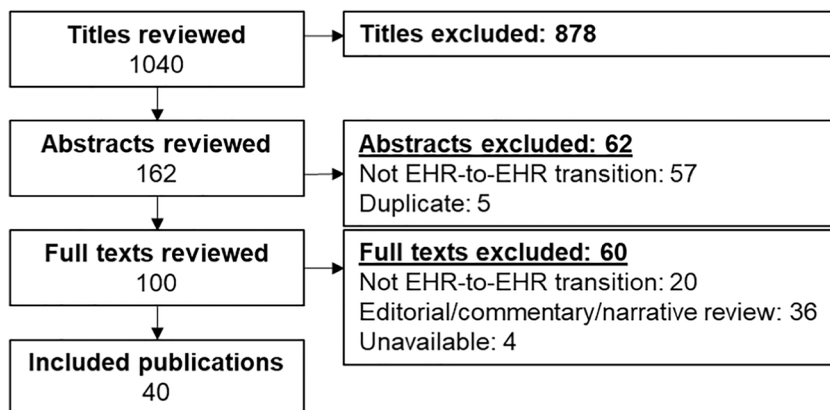 Titles reviewed
1040
Titles excluded: 878
Abstracts reviewed
162
Abstracts excluded: 62
Not EHR-to-EHR transition: 57
Duplicate: 5
Full texts reviewed
100
Full texts excluded: 60
Not EHR-to-EHR transition: 20
Editorial/commentary/narrative review: 36
Unavailable: 4
Included publications
40